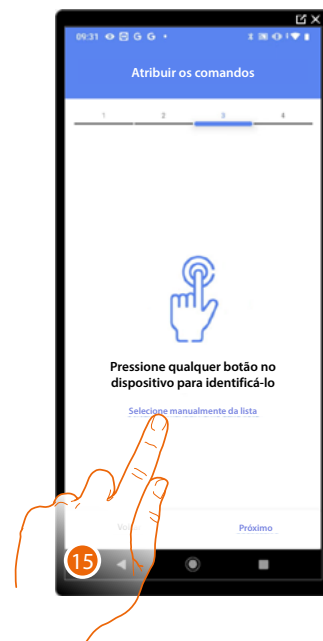 09:31 G G
Atribuir os comandos
1 2 3 4
Pressione qualquer botão no
dispositivo para identificá-lo
Selecione manualmente da lista
Próximo
15